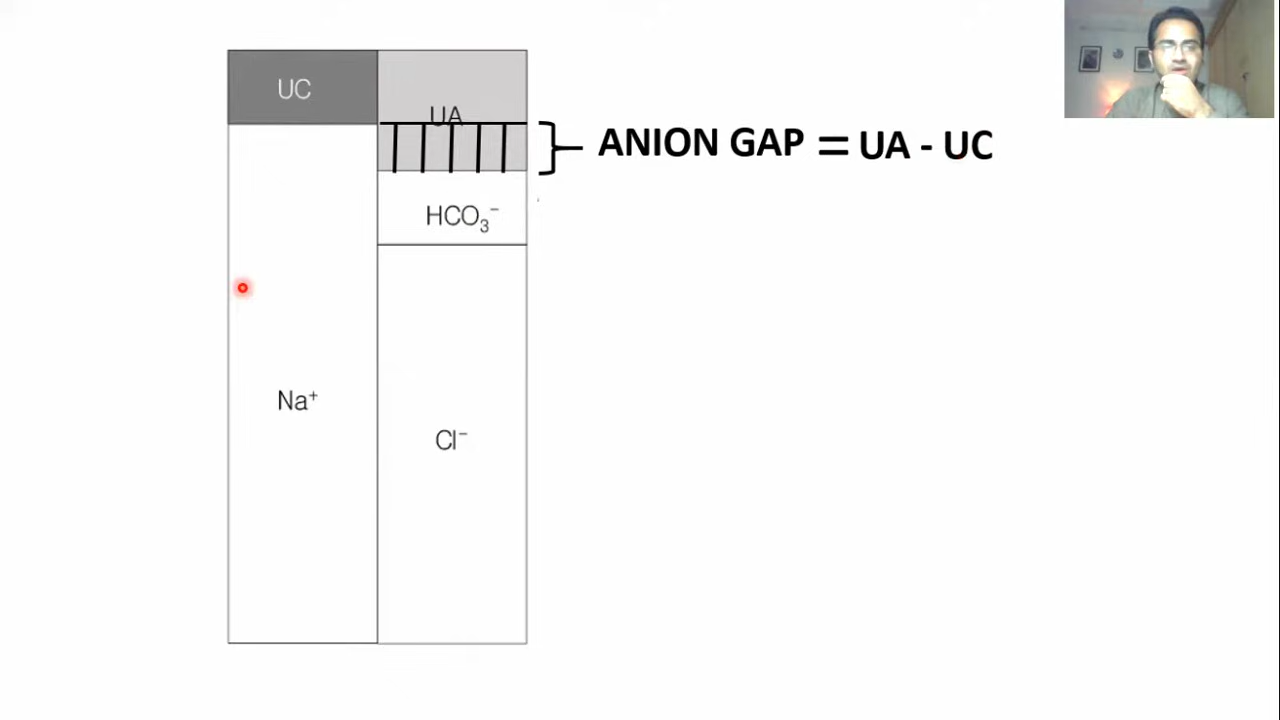 UC
UA
ANION GAP = UA - UC
HCO₃⁻
Na⁺
Cl⁻